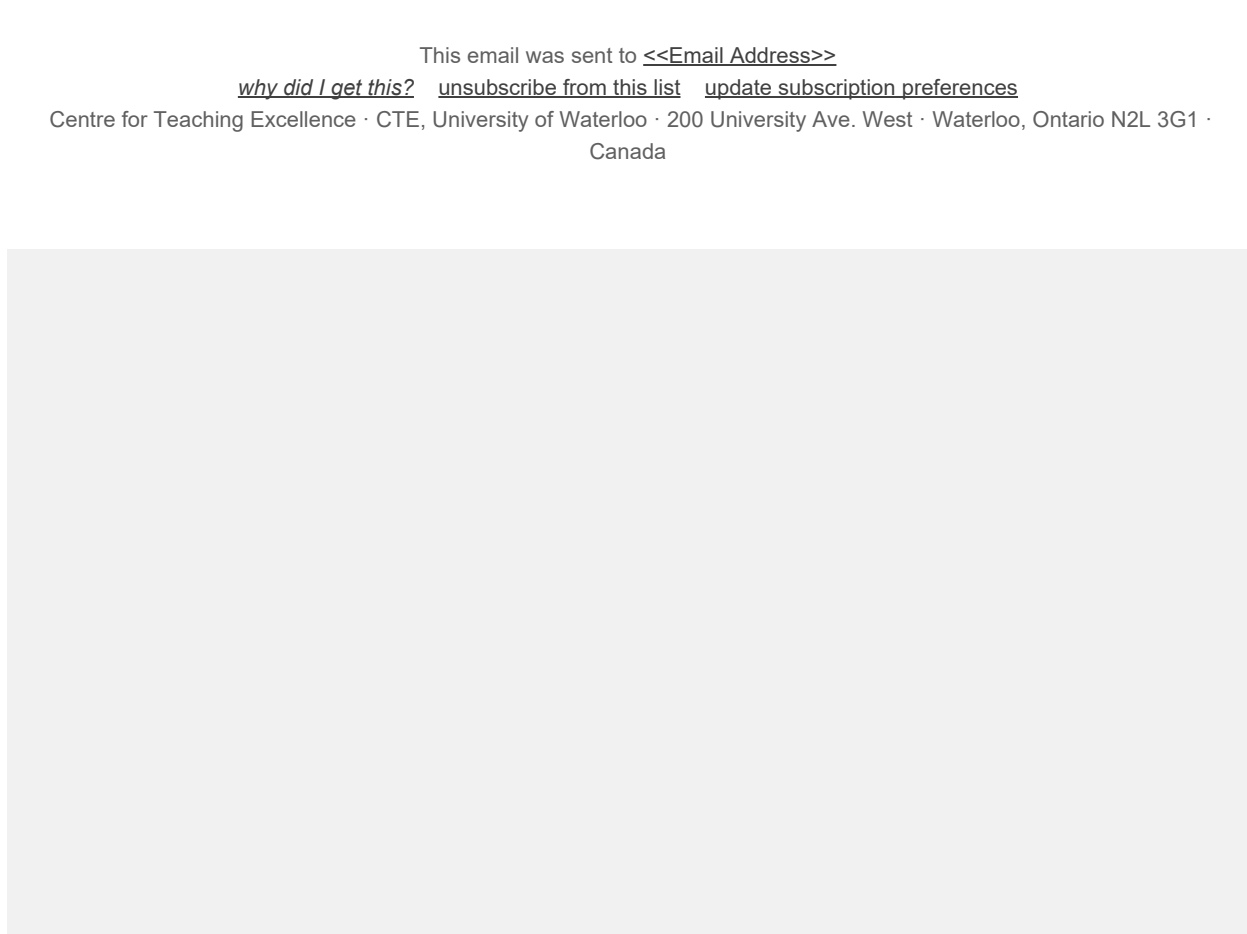 This email was sent to <<Email Address>>
why did I get this? unsubscribe from this list update subscription preferences
Centre for Teaching Excellence · CTE, University of Waterloo · 200 University Ave. West · Waterloo, Ontario N2L 3G1 ·
Canada